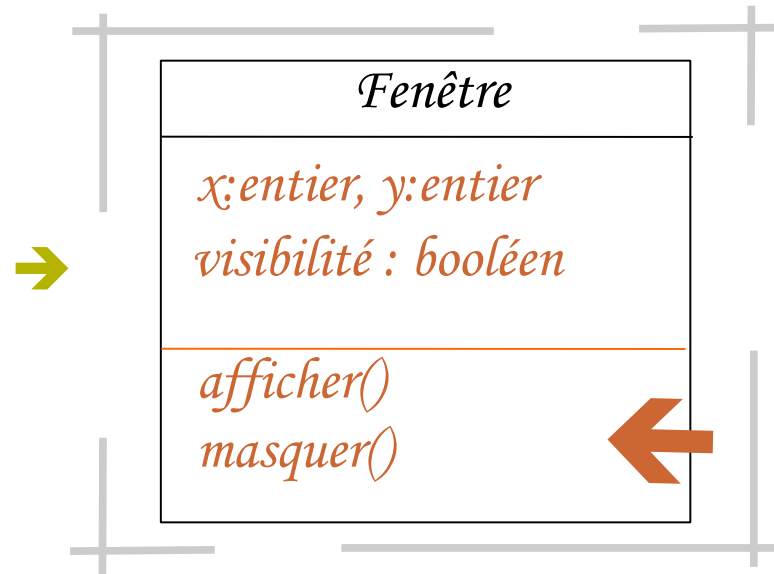 Fenêtre
x:entier, y:entier
visibilité : booléen
afficher()
masquer()